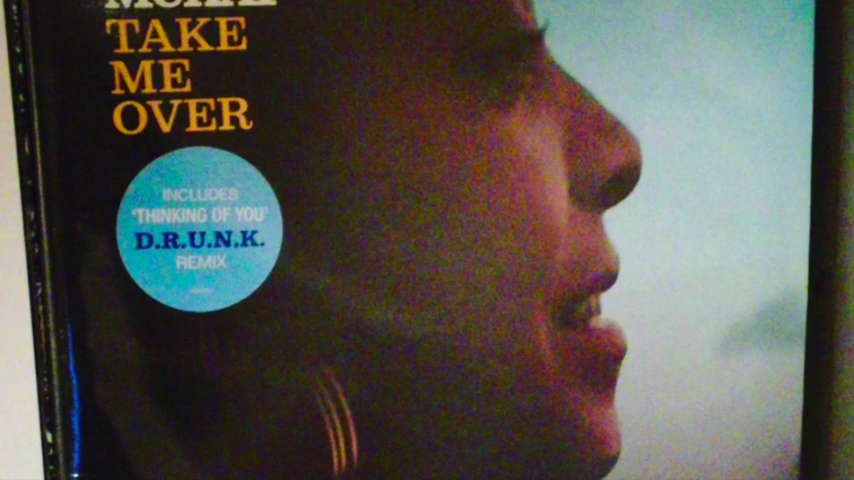 TAKE
ME
OVER
INCLUDES
'THINKING OF YOU'
D.R.U.N.K.
REMIX